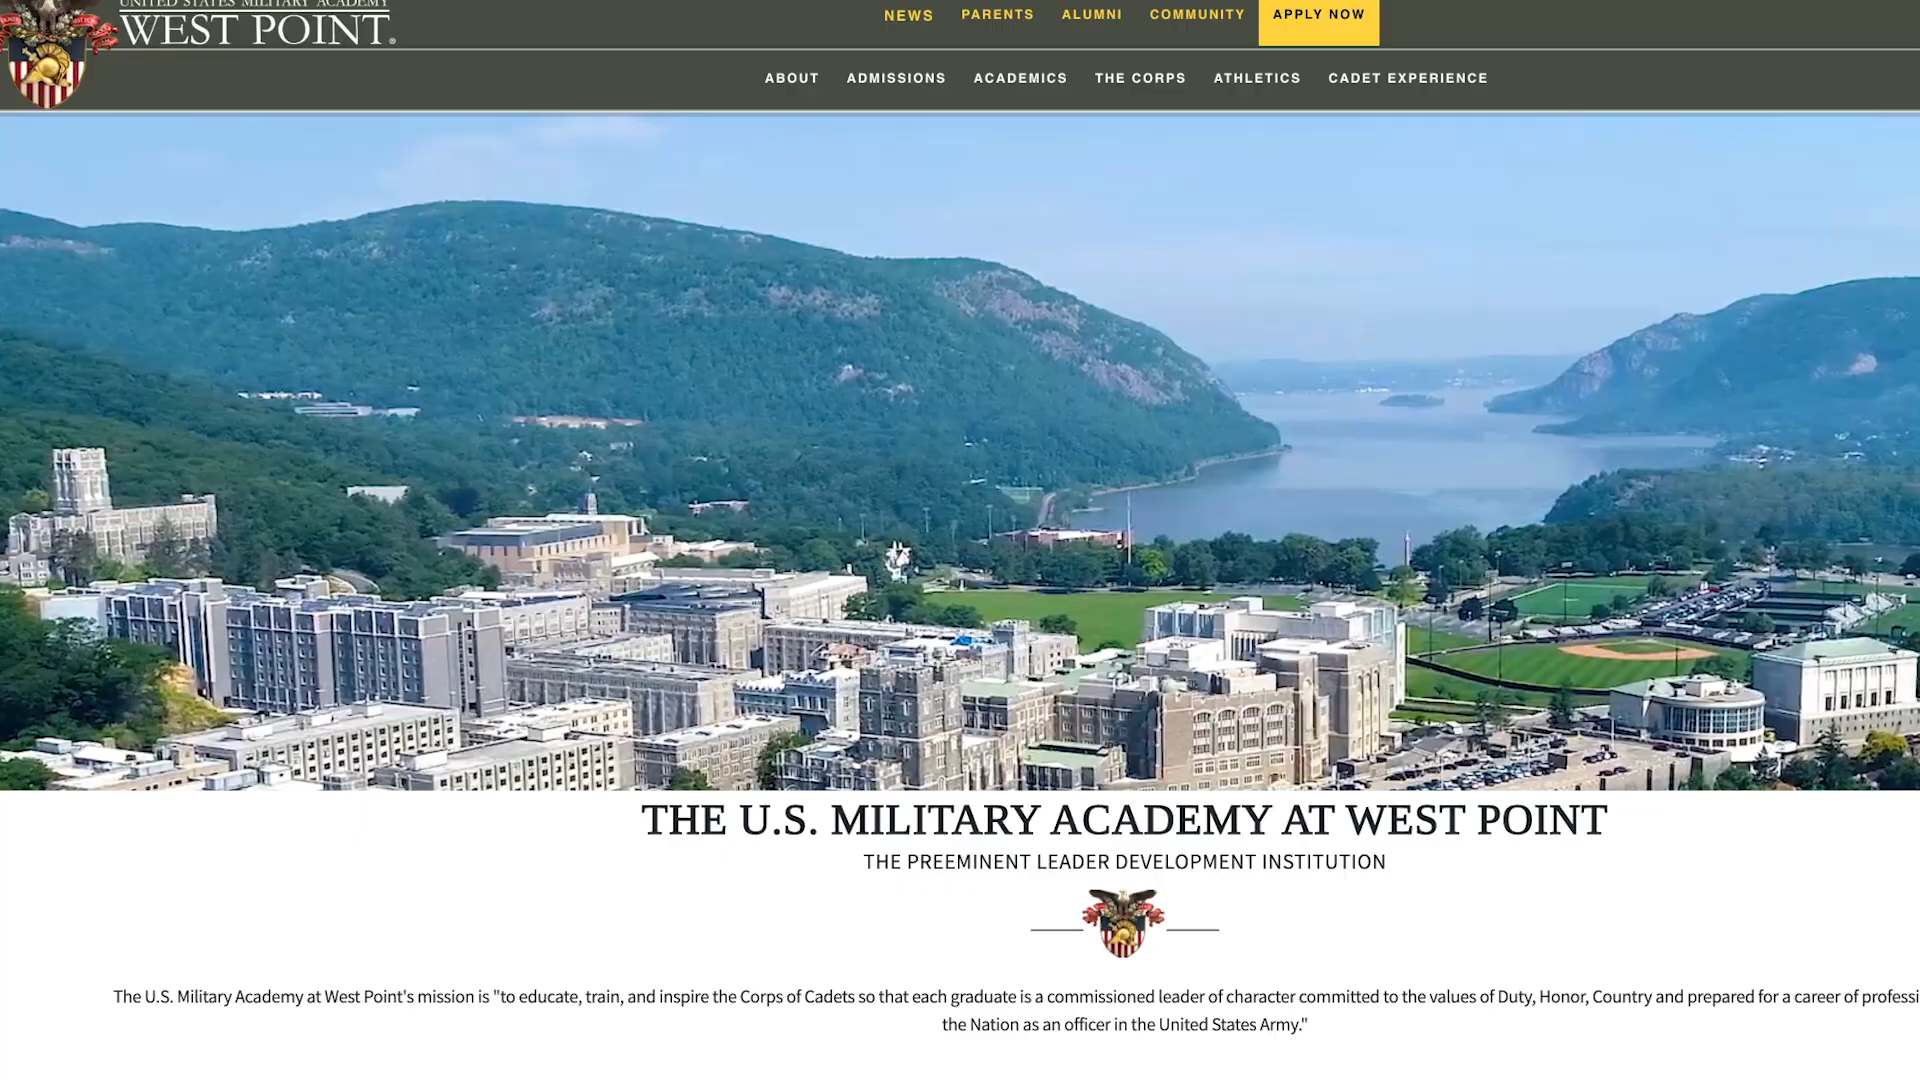 UNITED STATES MILITARY ACADEMY
WEST POINT®
NEWS PARENTS ALUMNI COMMUNITY APPLY NOW
ABOUT ADMISSIONS ACADEMICS THE CORPS ATHLETICS CADET EXPERIENCE
THE U.S. MILITARY ACADEMY AT WEST POINT
THE PREEMINENT LEADER DEVELOPMENT INSTITUTION
The U.S. Military Academy at West Point's mission is "to educate, train, and inspire the Corps of Cadets so that each graduate is a commissioned leader of character committed to the values of Duty, Honor, Country and prepared for a career of professi
the Nation as an officer in the United States Army."